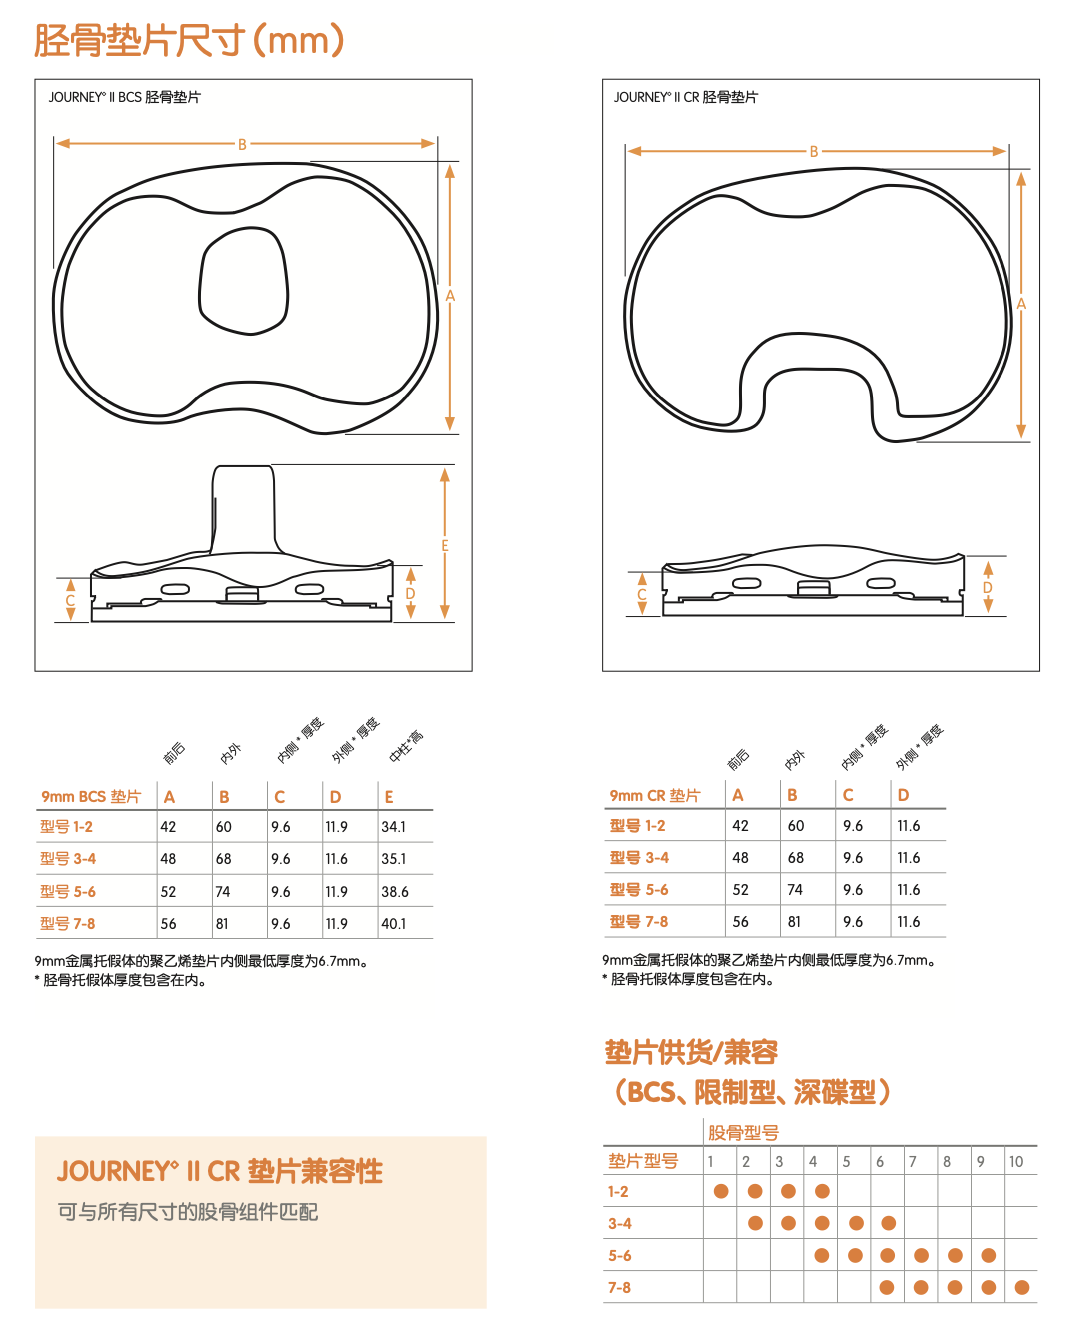 胫骨垫片尺寸(mm)
JOURNEY° II BCS 胫骨垫片
B
A
E
C
D
前后
内外
内侧 * 厚度
外侧 * 厚度
中柱*高
9mm BCS 垫片 A B C D E
型号 1-2 42 60 9.6 11.9 34.1
型号 3-4 48 68 9.6 11.6 35.1
型号 5-6 52 74 9.6 11.9 38.6
型号 7-8 56 81 9.6 11.9 40.1
9mm金属托假体的聚乙烯垫片内侧最低厚度为6.7mm。
* 胫骨托假体厚度包含在内。
JOURNEY° II CR 胫骨垫片
B
A
C
D
前后
内外
内侧 * 厚度
外侧 * 厚度
9mm CR 垫片 A B C D
型号 1-2 42 60 9.6 11.6
型号 3-4 48 68 9.6 11.6
型号 5-6 52 74 9.6 11.6
型号 7-8 56 81 9.6 11.6
9mm金属托假体的聚乙烯垫片内侧最低厚度为6.7mm。
* 胫骨托假体厚度包含在内。
JOURNEY° II CR 垫片兼容性
可与所有尺寸的股骨组件匹配
垫片供货/兼容
（BCS、限制型、深碟型）
股骨型号
垫片型号 1 2 3 4 5 6 7 8 9 10
1-2
3-4
5-6
7-8